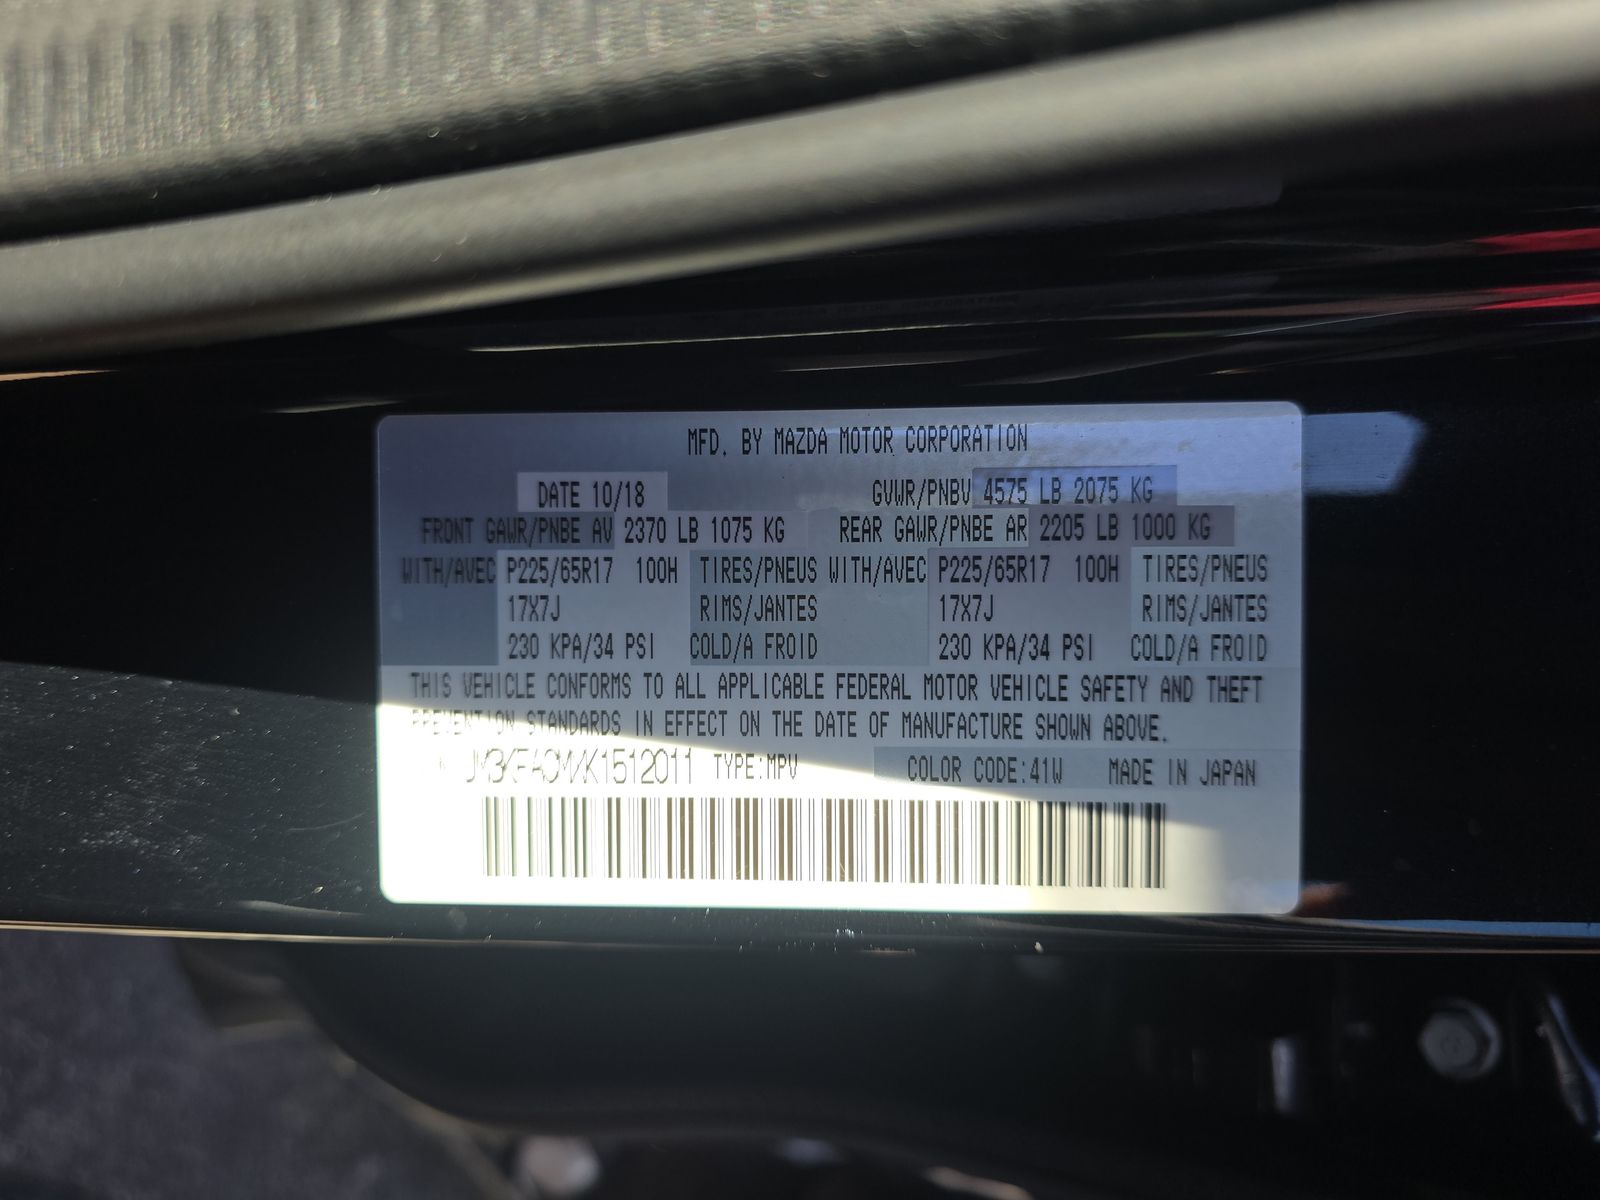 MFD. BY MAZDA MOTOR CORPORATION
DATE 10/18 GVWR/PNBV 4575 LB 2075 KG
FRONT GAWR/PNBE AV 2370 LB 1075 KG REAR GAWR/PNBE AR 2205 LB 1000 KG
WITH/AVEC P225/65R17 100H TIRES/PNEUS WITH/AVEC P225/65R17 100H TIRES/PNEUS
17X7J RIMS/JANTES 17X7J RIMS/JANTES
230 KPA/34 PSI COLD/A FROID 230 KPA/34 PSI COLD/A FROID
THIS VEHICLE CONFORMS TO ALL APPLICABLE FEDERAL MOTOR VEHICLE SAFETY AND THEFT
PREVENTION STANDARDS IN EFFECT ON THE DATE OF MANUFACTURE SHOWN ABOVE.
TYPE:MPV COLOR CODE:41W MADE IN JAPAN